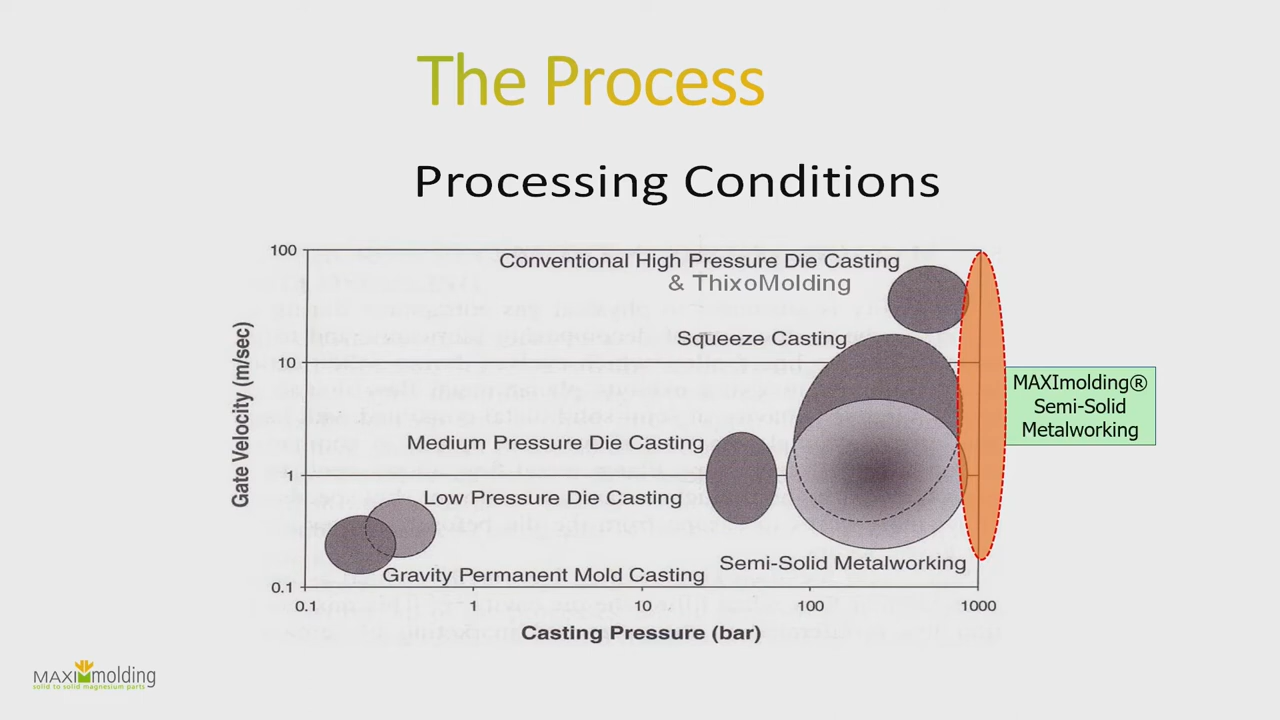 The Process
Processing Conditions
100
10
1
0.1
Gate Velocity (m/sec)
Conventional High Pressure Die Casting
& ThixoMolding
Squeeze Casting
Medium Pressure Die Casting
Low Pressure Die Casting
Gravity Permanent Mold Casting
Semi-Solid Metalworking
MAXImolding®
Semi-Solid
Metalworking
0.1 1 10 100 1000
Casting Pressure (bar)
MAXImolding
solid to solid magnesium parts